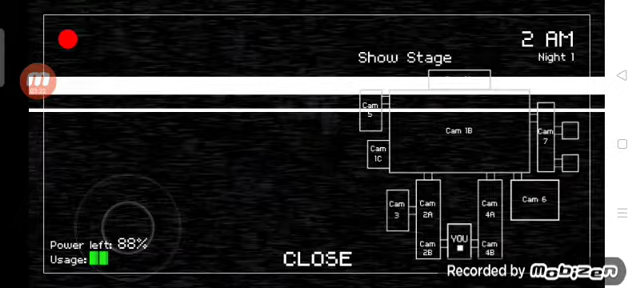 2 AM
Night 1
Show Stage
Cam
5
Cam 1B
Cam
7
Cam
1C
Cam
3
Cam
2A
Cam
4A
Cam 6
Cam
2B
YOU
Cam
4B
Power left: 88%
Usage:
CLOSE
Recorded by Mobizen